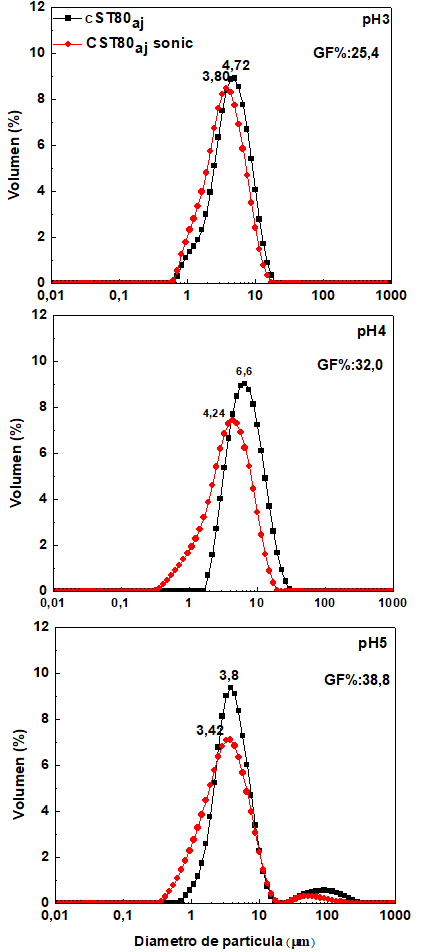 12
cST80aj
pH3
CST80aj sonic
GF%:25,4
4,72
3,80
10
8
6
4
2
0
Volumen (%)
0,01 0,1 1 10 100 1000
12
pH4
GF%:32,0
6,6
4,24
10
8
6
4
2
0
Volumen (%)
0,01 0,1 1 10 100 1000
12
pH5
GF%:38,8
3,8
3,42
10
8
6
4
2
0
Volumen (%)
0,01 0,1 1 10 100 1000
Diametro de particula (µm)